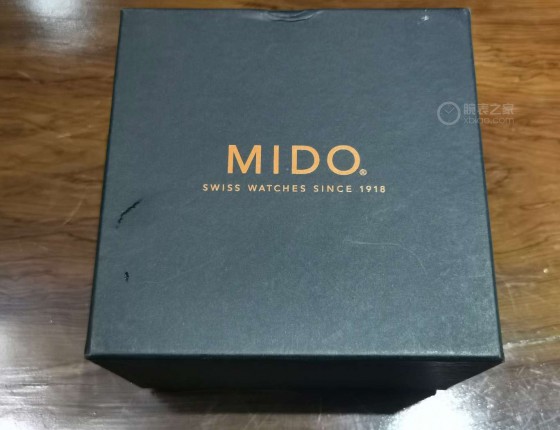 腕表之家
xbiao.com
MIDO®
SWISS WATCHES SINCE 1918